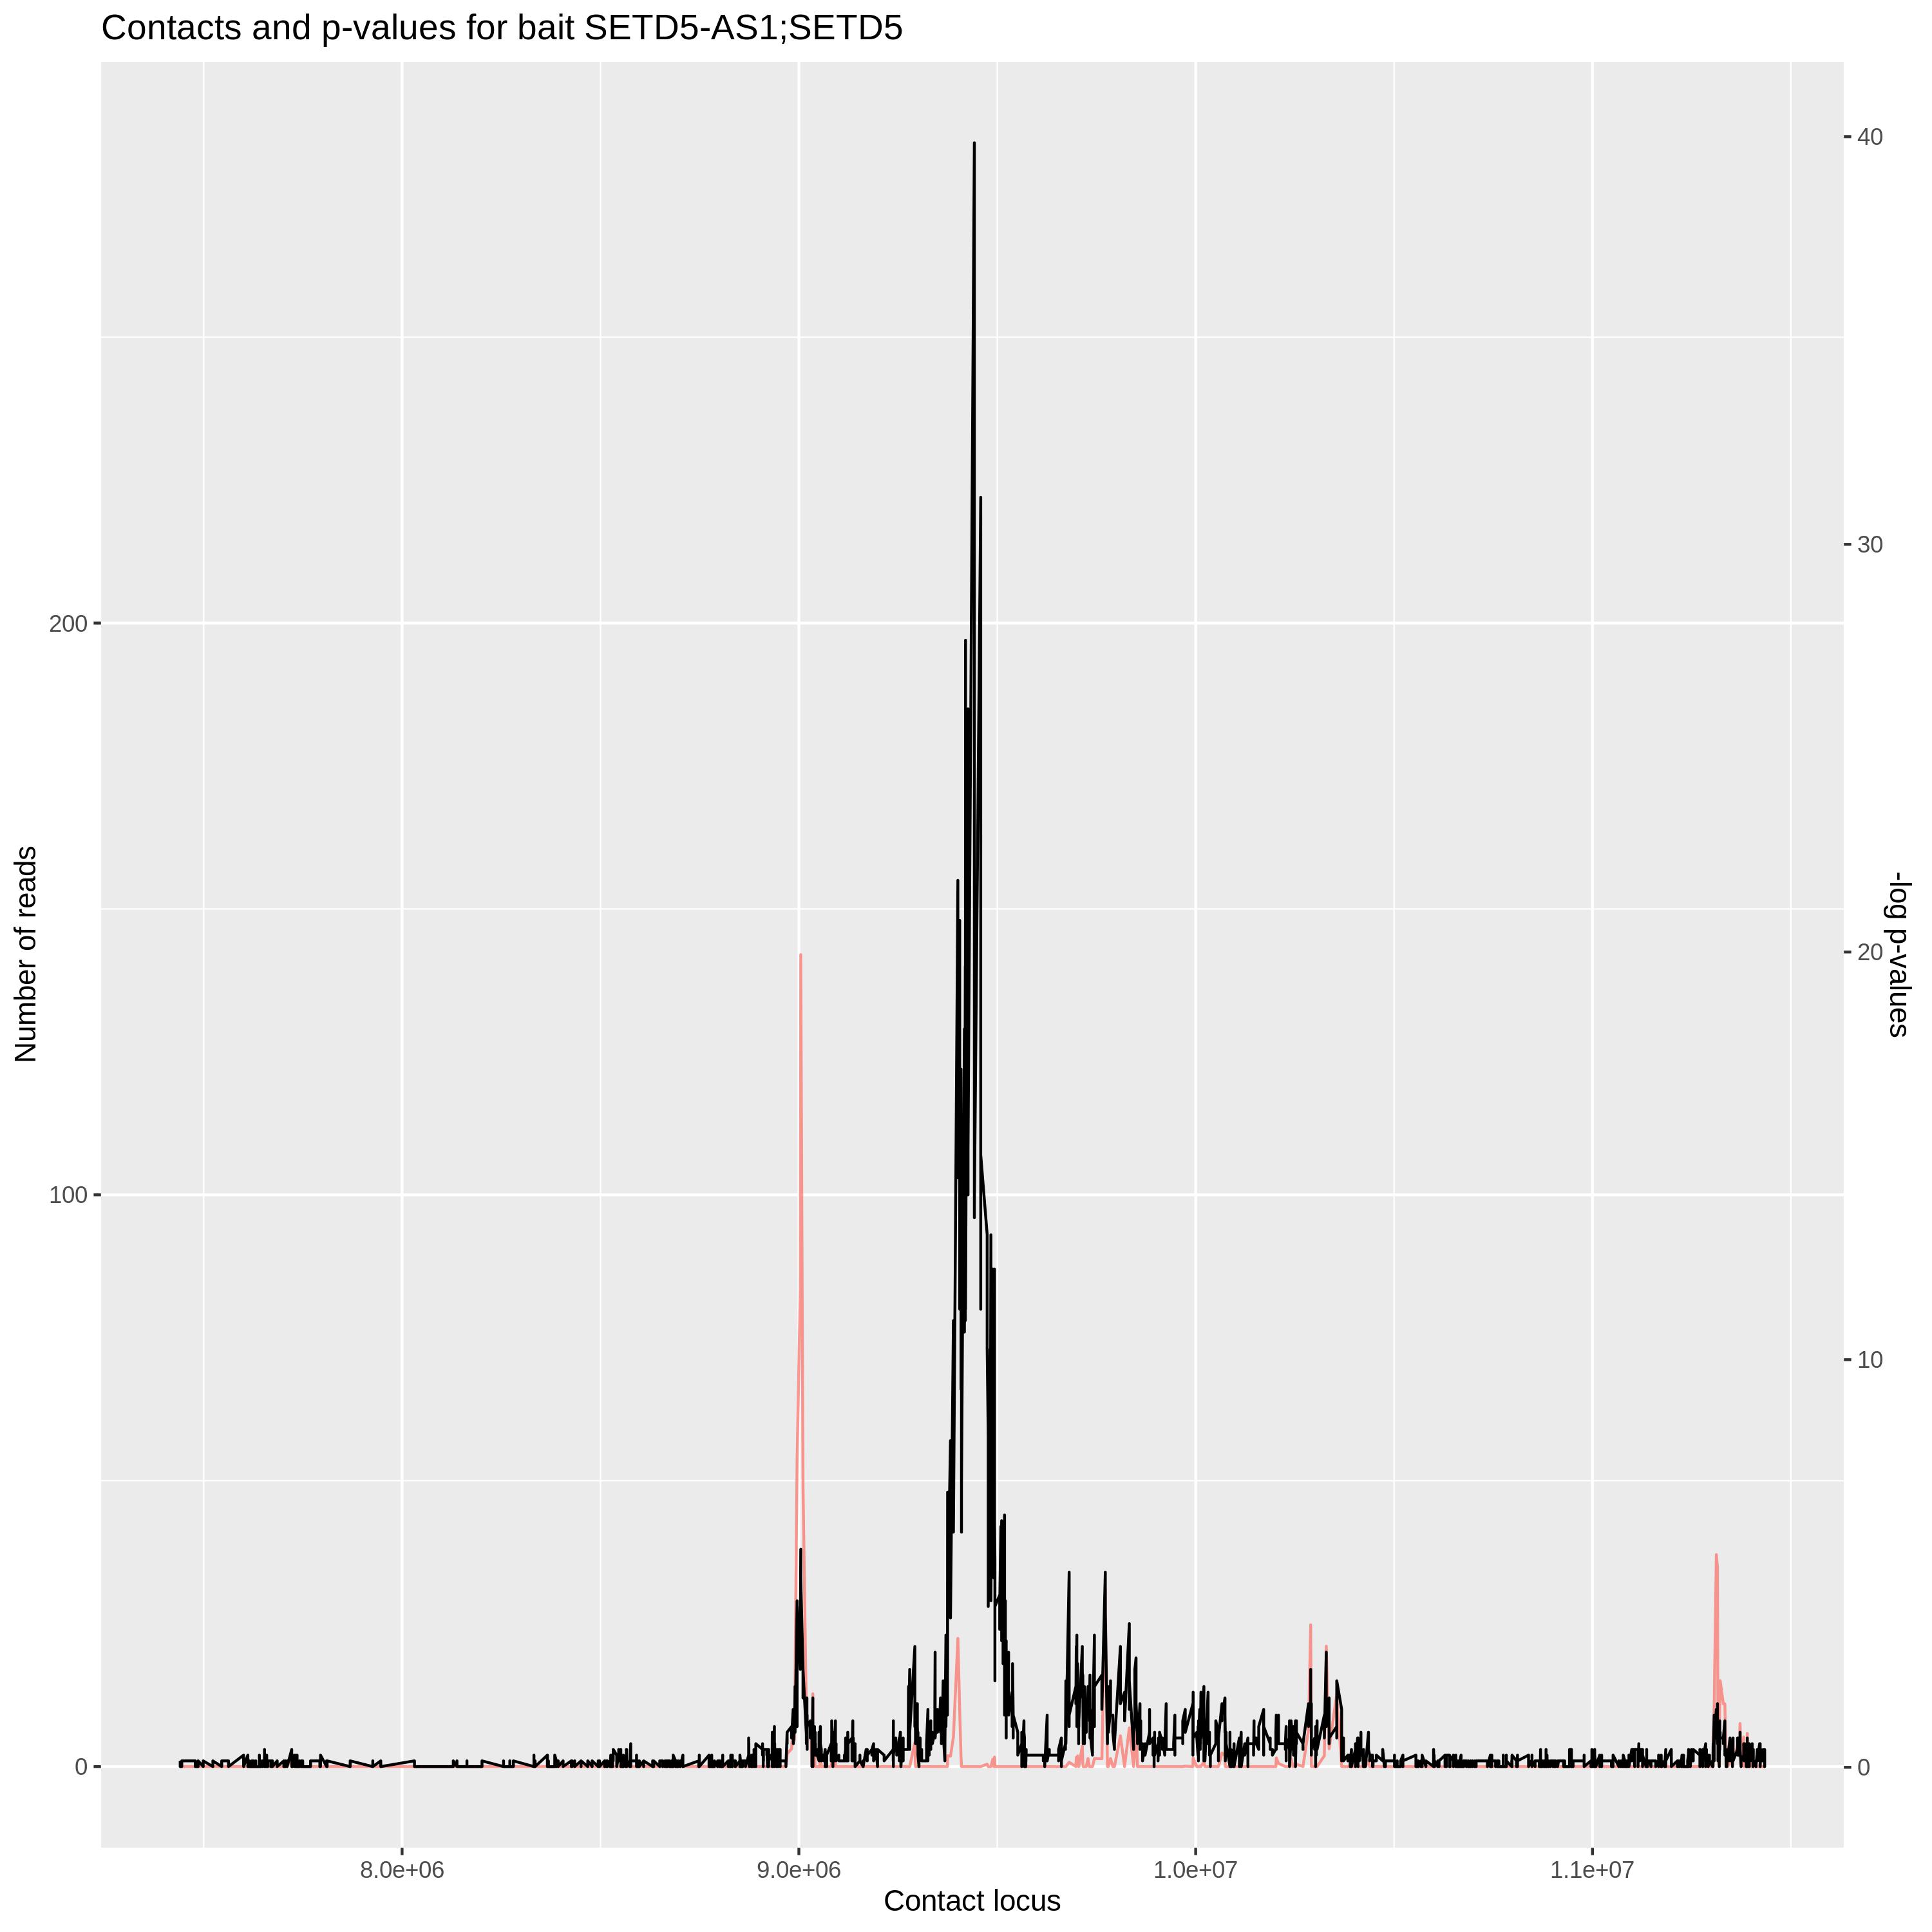 Contacts and p-values for bait SETD5-AS1;SETD5
40
30
200
20
Number of reads
-log p-values
100
10
0
0
8.0e+06
9.0e+06
1.0e+07
1.1e+07
Contact locus